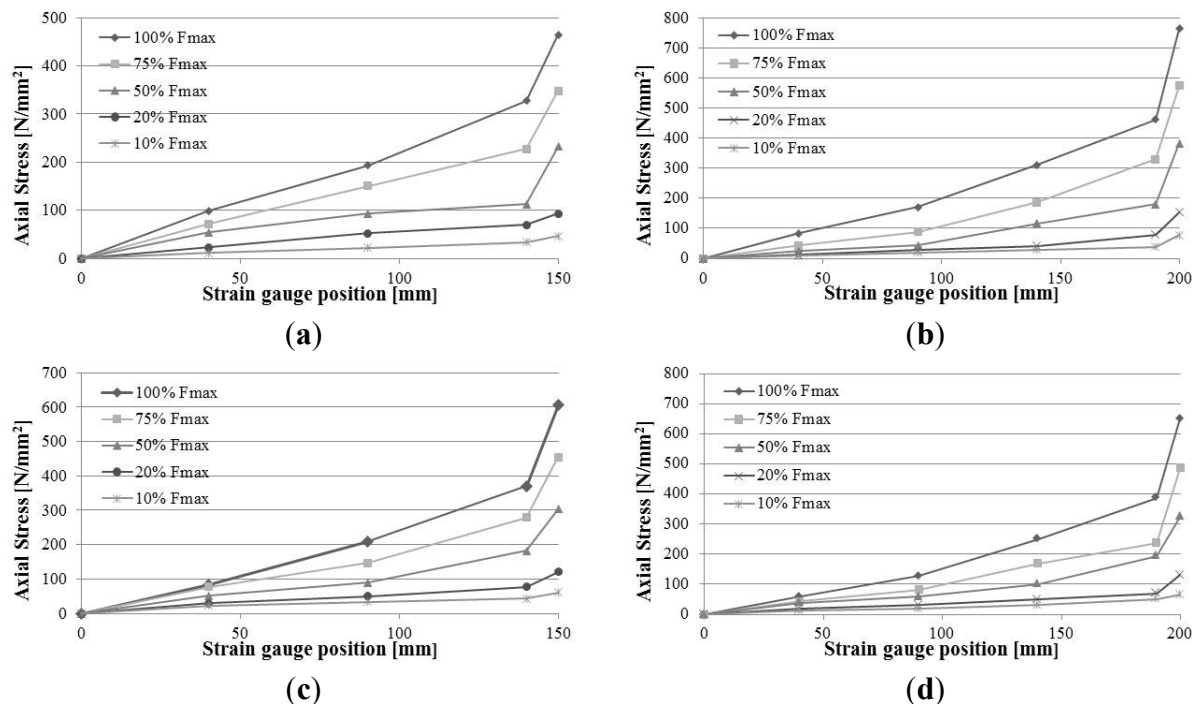 500
400
300
200
100
0
Axial Stress [N/mm²]
100% Fmax
75% Fmax
50% Fmax
20% Fmax
10% Fmax
0 50 100 150
Strain gauge position [mm]
(a)
800
700
600
500
400
300
200
100
0
Axial Stress [N/mm²]
100% Fmax
75% Fmax
50% Fmax
20% Fmax
10% Fmax
0 50 100 150 200
Strain gauge position [mm]
(b)
700
600
500
400
300
200
100
0
Axial Stress [N/mm²]
100% Fmax
75% Fmax
50% Fmax
20% Fmax
10% Fmax
0 50 100 150
Strain gauge position [mm]
(c)
800
700
600
500
400
300
200
100
0
Axial Stress [N/mm²]
100% Fmax
75% Fmax
50% Fmax
20% Fmax
10% Fmax
0 50 100 150 200
Strain gauge position [mm]
(d)